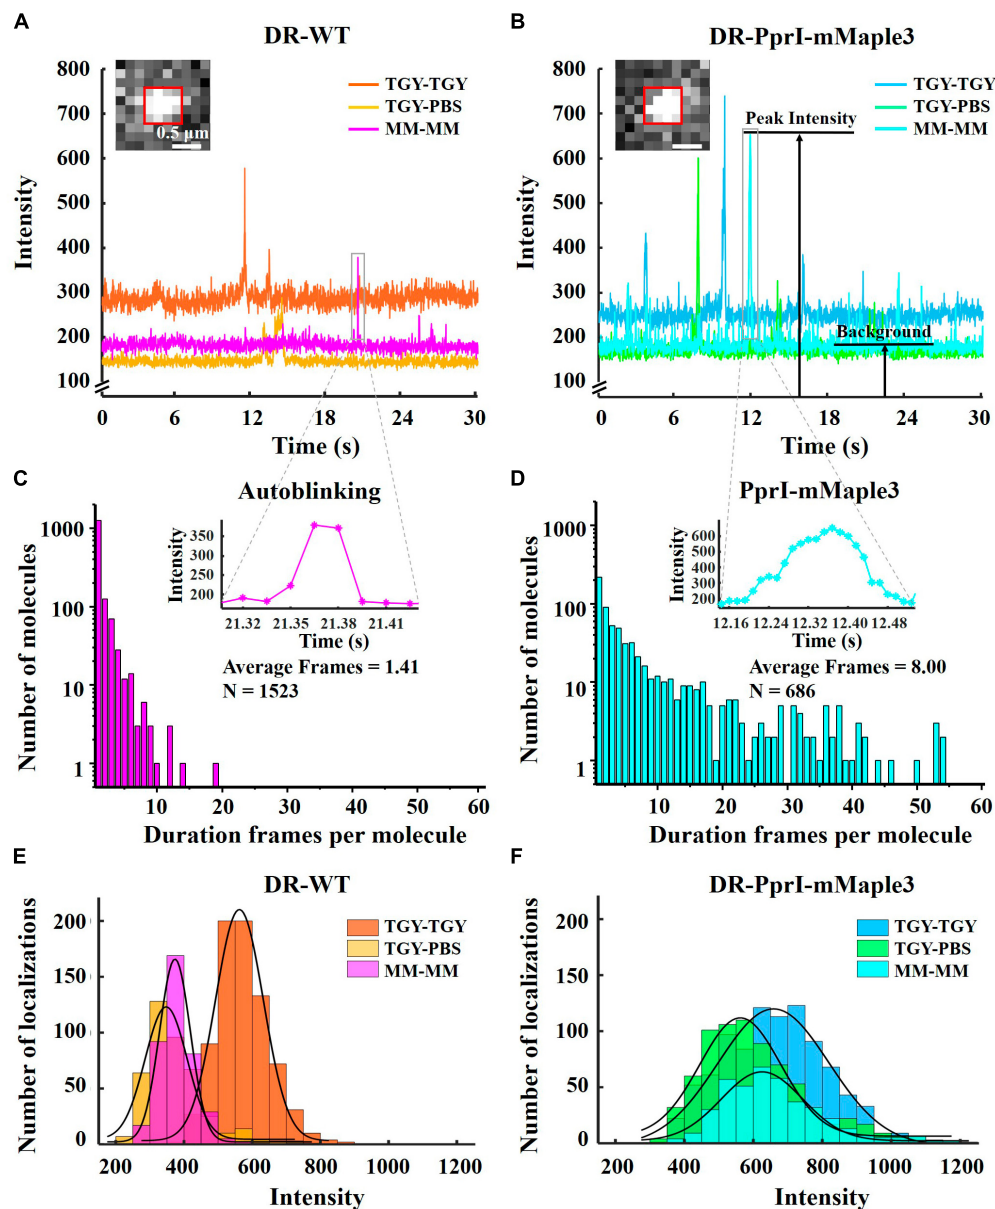 A
DR-WT
800
700
600
500
400
300
200
100
Intensity
0.5 μm
TGY-TGY
TGY-PBS
MM-MM
0 6 12 18 24 30
Time (s)
B
DR-PprI-mMaple3
800
700
600
500
400
300
200
100
Intensity
TGY-TGY
TGY-PBS
MM-MM
Peak Intensity
Background
0 6 12 18 24 30
Time (s)
C
Autoblinking
1000
100
10
1
Number of molecules
350
300
250
200
Intensity
21.32 21.35 21.38 21.41
Time (s)
Average Frames = 1.41
N = 1523
10 20 30 40 50 60
Duration frames per molecule
D
PprI-mMaple3
1000
100
10
1
Number of molecules
600
500
400
300
200
Intensity
12.16 12.24 12.32 12.40 12.48
Time (s)
Average Frames = 8.00
N = 686
10 20 30 40 50 60
Duration frames per molecule
E
DR-WT
200
150
100
50
0
Number of localizations
TGY-TGY
TGY-PBS
MM-MM
200 400 600 800 1000 1200
Intensity
F
DR-PprI-mMaple3
200
150
100
50
0
Number of localizations
TGY-TGY
TGY-PBS
MM-MM
200 400 600 800 1000 1200
Intensity